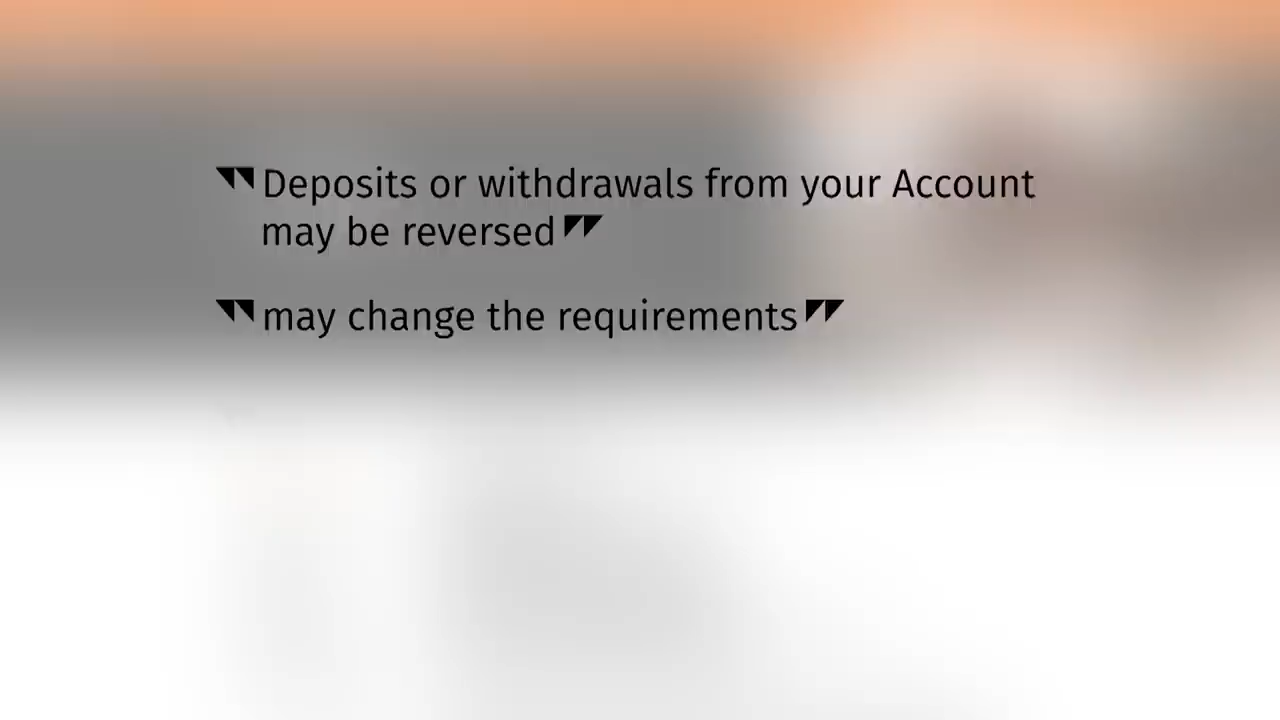 "Deposits or withdrawals from your Account
may be reversed"
"may change the requirements"